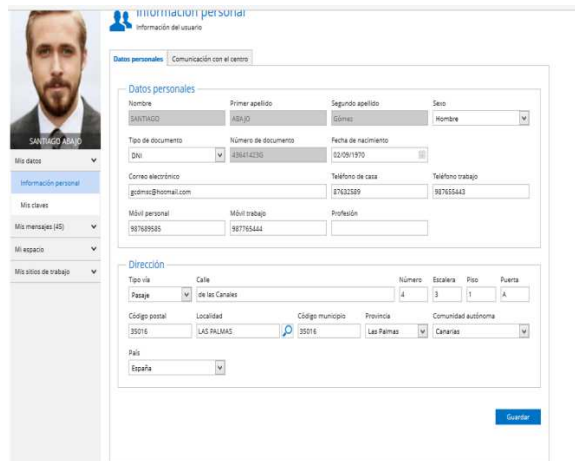 Información personal
Información del usuario
Datos personales Comunicación con el centro
SANTIAGO ABAJO
Mis datos
Información personal
Mis claves
Mis mensajes (45)
Mi espacio
Mis sitios de trabajo
Datos personales
Nombre Primer apellido Segundo apellido Sexo
SANTIAGO ABAJO Gómez Hombre
Tipo de documento Número de documento Fecha de nacimiento
DNI 02/09/1970
Correo electrónico Teléfono de casa Teléfono trabajo
gcdmsc@hotmail.com 87632589 987655443
Móvil personal Móvil trabajo Profesión
987689585 987765444
Dirección
Tipo vía Calle Número Escalera Piso Puerta
Pasaje de las Canales 4 3 1 A
Código postal Localidad Código municipio Provincia Comunidad autónoma
35016 LAS PALMAS 35016 Las Palmas Canarias
País
España
Guardar